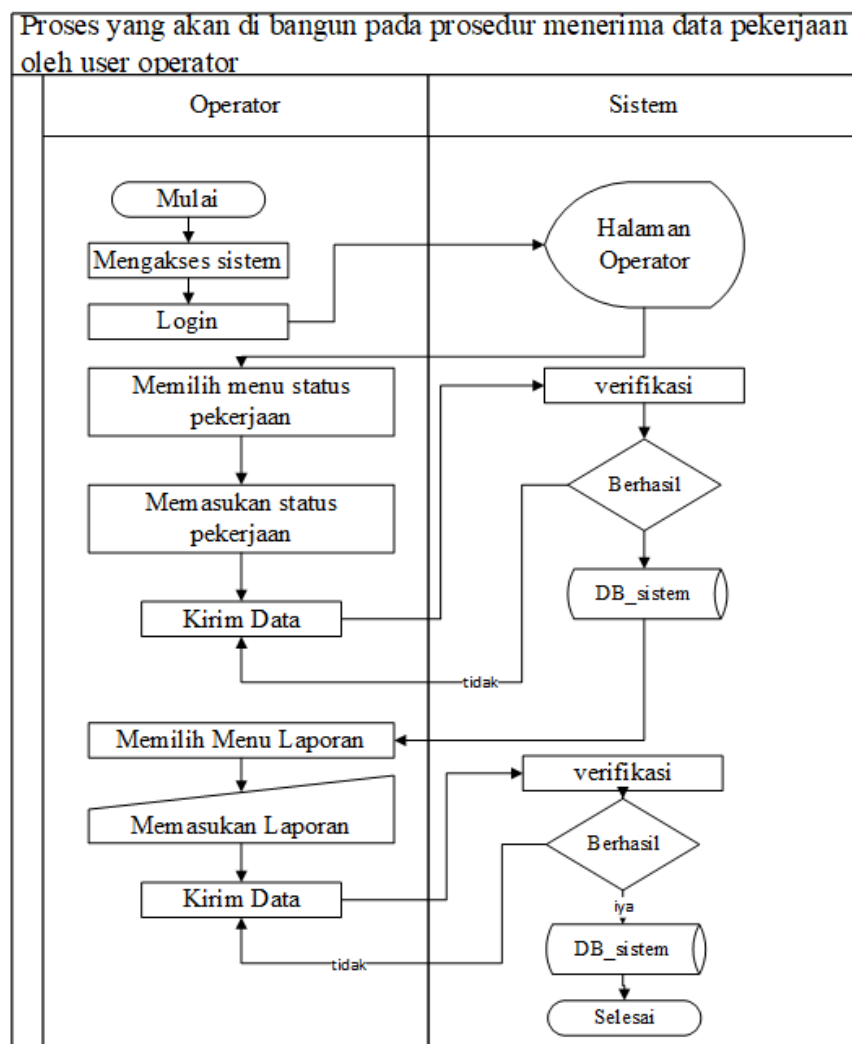 Proses yang akan di bangun pada prosedur menerima data pekerjaan
oleh user operator
Operator
Sistem
Mulai
Mengakses sistem
Login
Halaman
Operator
Memilih menu status
pekerjaan
verifikasi
Memasukan status
pekerjaan
Berhasil
Kirim Data
DB_sistem
tidak
Memilih Menu Laporan
verifikasi
Memasukan Laporan
Berhasil
Kirim Data
iya
tidak
DB_sistem
Selesai